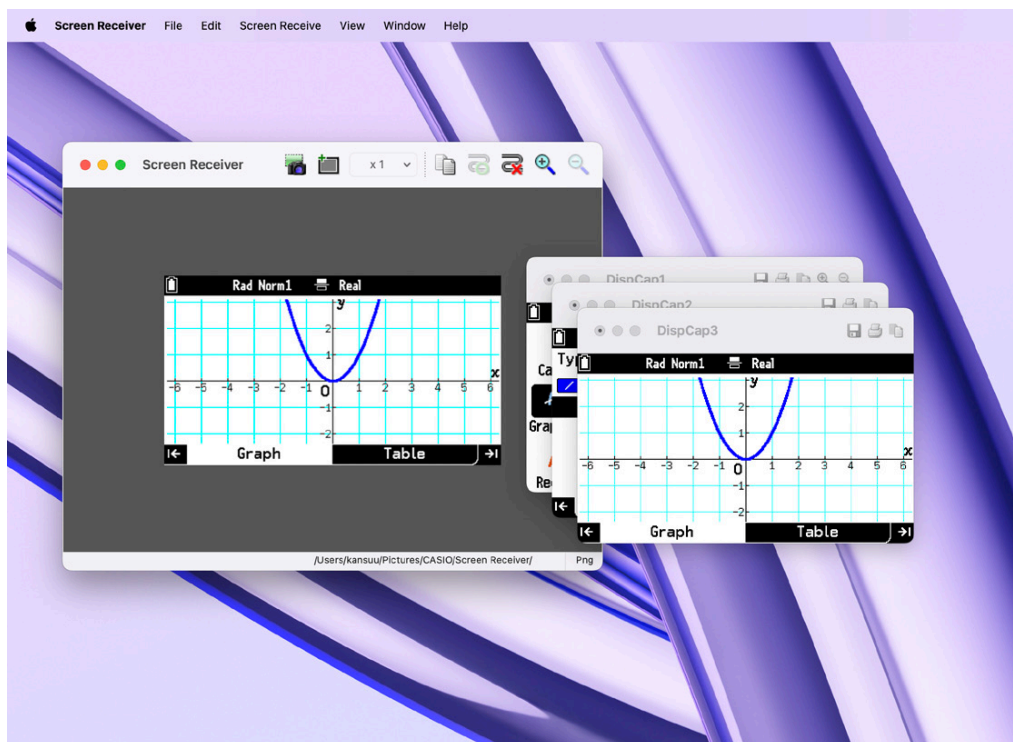 Screen Receiver File Edit Screen Receive View Window Help
Screen Receiver x 1
Rad Norm1 Real
y
2
1
x
-6 -5 -4 -3 -2 -1 O 1 2 3 4 5 6
-1
-2
Graph Table
/Users/kansuu/Pictures/CASIO/Screen Receiver/ Png
DispCap1
DispCap2
DispCap3
Rad Norm1 Real
y
2
1
x
-6 -5 -4 -3 -2 -1 O 1 2 3 4 5 6
-1
-2
Graph Table